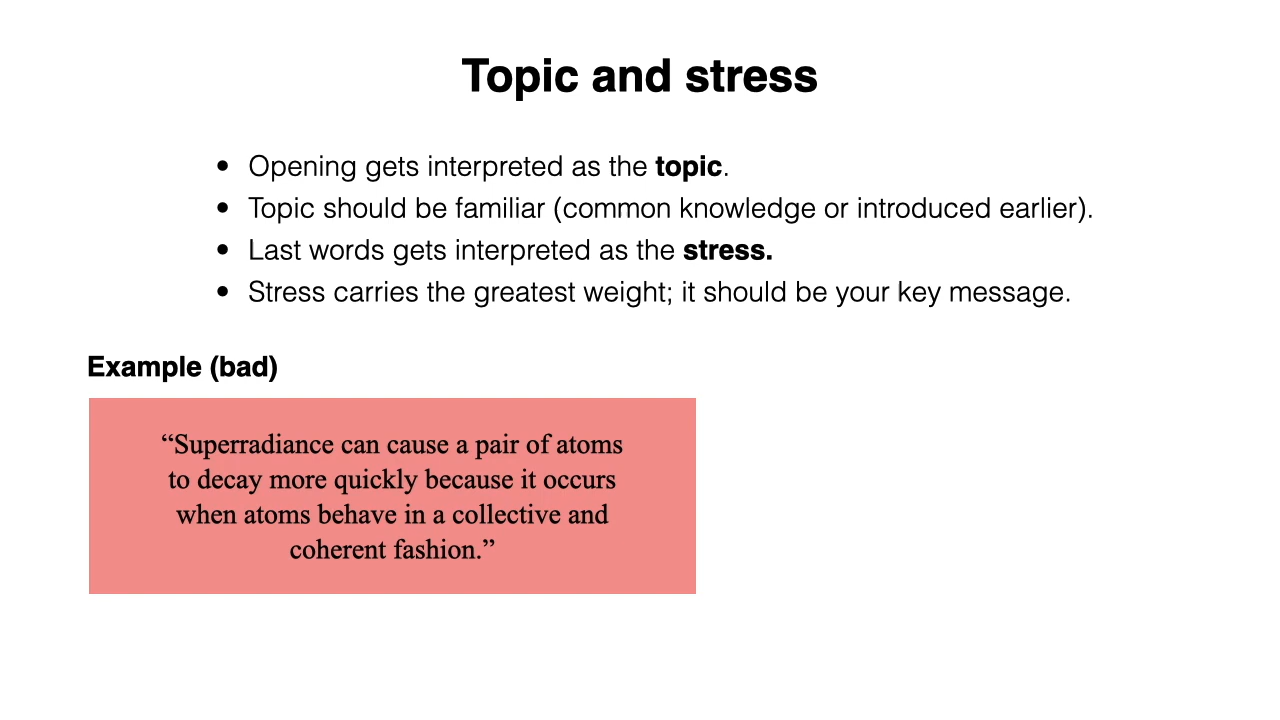 Topic and stress
• Opening gets interpreted as the topic.
• Topic should be familiar (common knowledge or introduced earlier).
• Last words gets interpreted as the stress.
• Stress carries the greatest weight; it should be your key message.
Example (bad)
“Superradiance can cause a pair of atoms
to decay more quickly because it occurs
when atoms behave in a collective and
coherent fashion.”